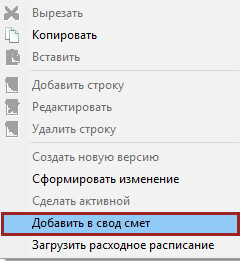 Вырезать
Копировать
Вставить
Добавить строку
Редактировать
Удалить строку
Создать новую версию
Сформировать изменение
Сделать активной
Добавить в свод смет
Загрузить расходное расписание